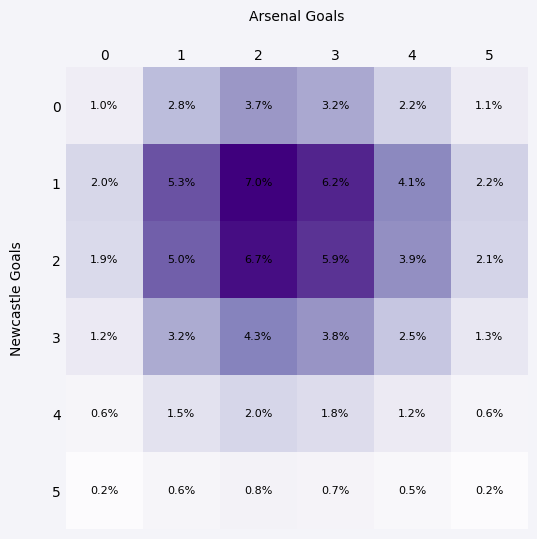 Arsenal Goals
0 1 2 3 4 5
0 1.0% 2.8% 3.7% 3.2% 2.2% 1.1%
1 2.0% 5.3% 7.0% 6.2% 4.1% 2.2%
2 1.9% 5.0% 6.7% 5.9% 3.9% 2.1%
3 1.2% 3.2% 4.3% 3.8% 2.5% 1.3%
4 0.6% 1.5% 2.0% 1.8% 1.2% 0.6%
5 0.2% 0.6% 0.8% 0.7% 0.5% 0.2%
Newcastle Goals